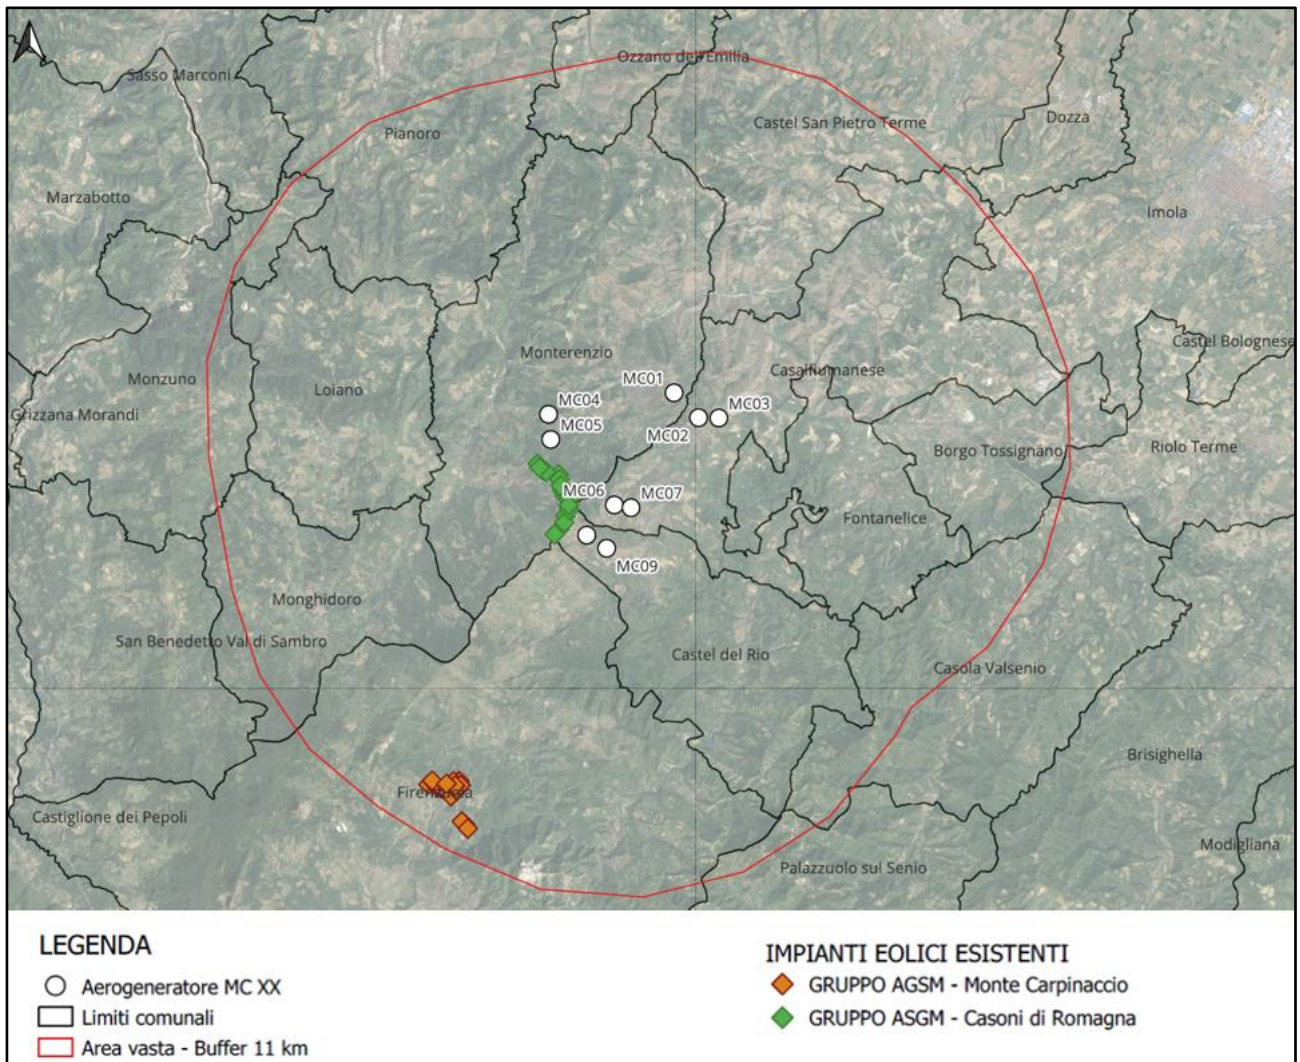 Ozzano dell'Emilia
Sasso Marconi
Pianoro
Castel San Pietro Terme
Dozza
Marzabotto
Imola
Castel Bolognese
Monterenzio
Casalfiumanese
MC01
Monzuno
Loiano
MC04
MC03
Grizzana Morandi
MC05
MC02
Borgo Tossignano
Riolo Terme
MC06
MC07
Fontanelice
MC09
Monghidoro
San Benedetto Val di Sambro
Castel del Rio
Casola Valsenio
Brisighella
Firenzuola
Castiglione dei Pepoli
Modigliana
Palazzuolo sul Senio
LEGENDA
Aerogeneratore MC XX
Limiti comunali
Area vasta - Buffer 11 km
IMPIANTI EOLICI ESISTENTI
GRUPPO AGSM - Monte Carpinaccio
GRUPPO ASGM - Casoni di Romagna